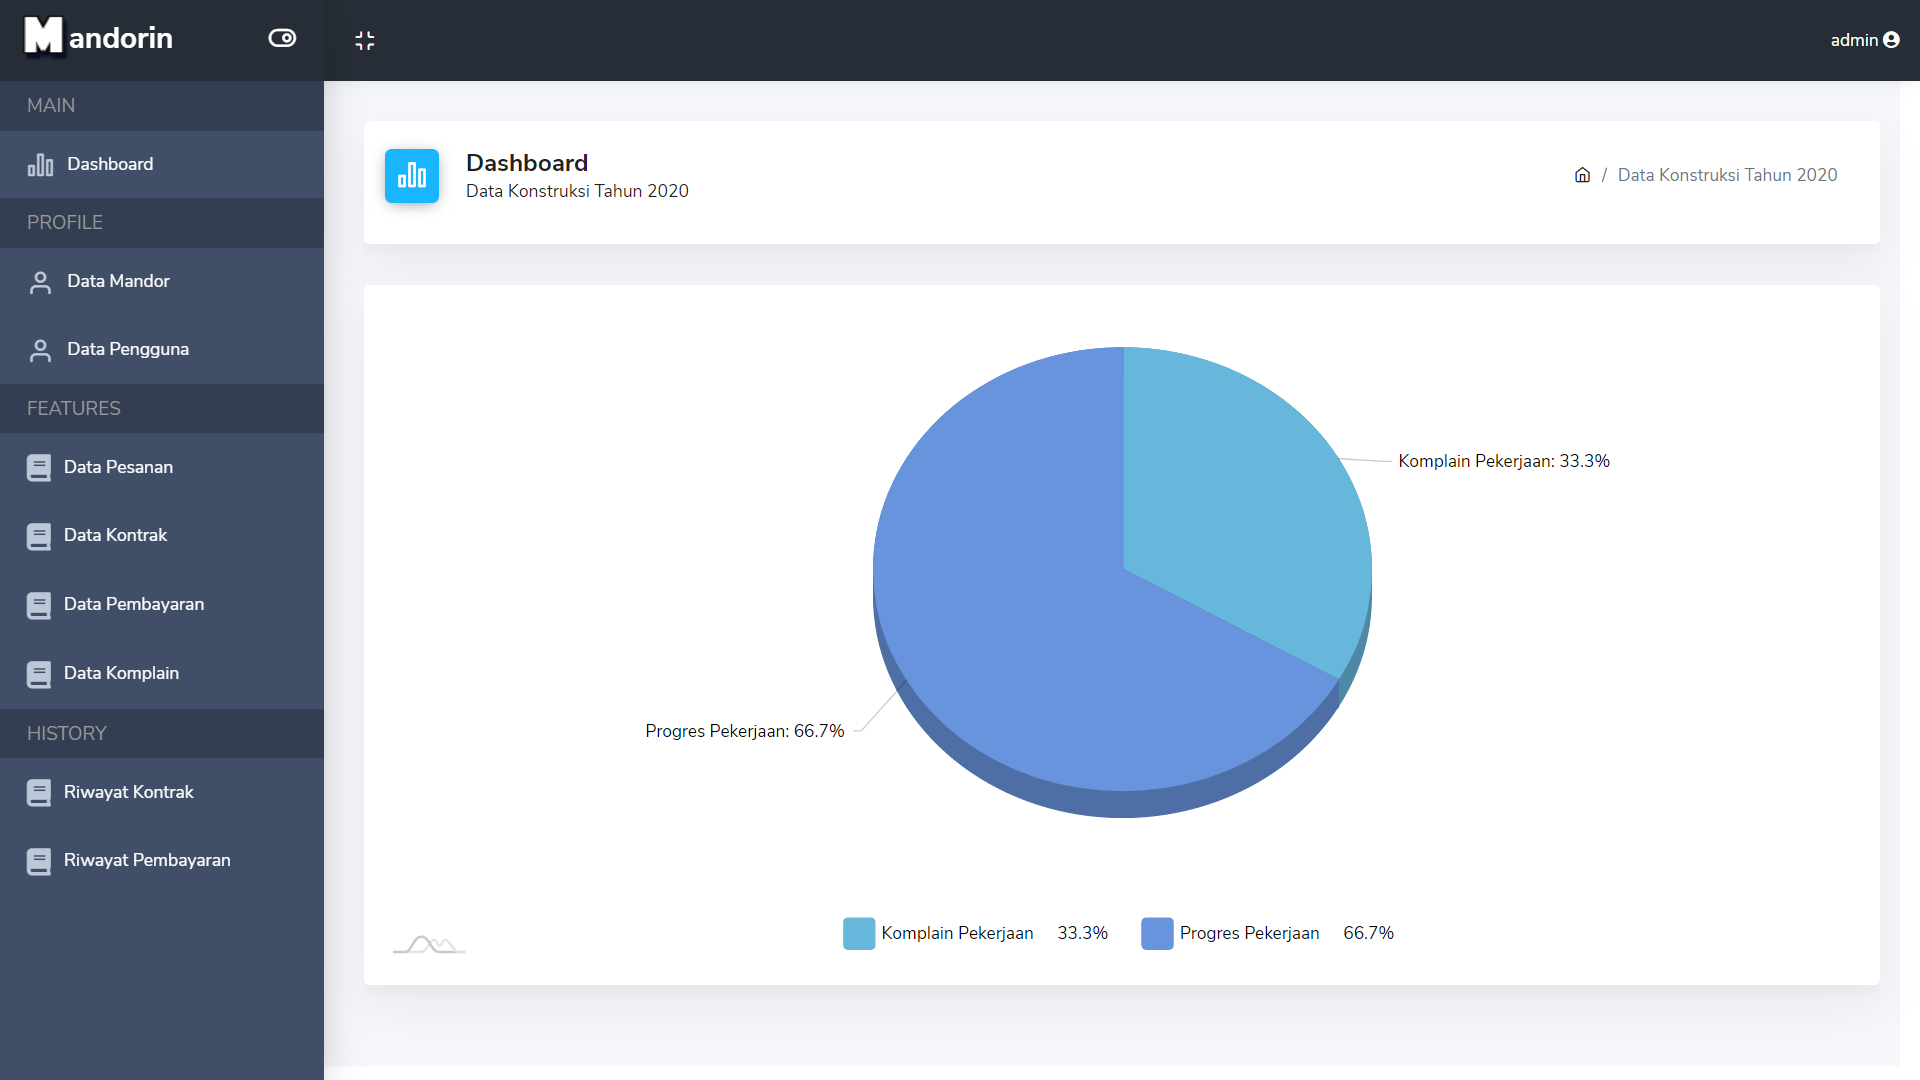 Mandorin
admin
MAIN
Dashboard
PROFILE
Data Mandor
Data Pengguna
FEATURES
Data Pesanan
Data Kontrak
Data Pembayaran
Data Komplain
HISTORY
Riwayat Kontrak
Riwayat Pembayaran
Dashboard
Data Konstruksi Tahun 2020
/ Data Konstruksi Tahun 2020
Komplain Pekerjaan: 33.3%
Progres Pekerjaan: 66.7%
Komplain Pekerjaan 33.3% Progres Pekerjaan 66.7%